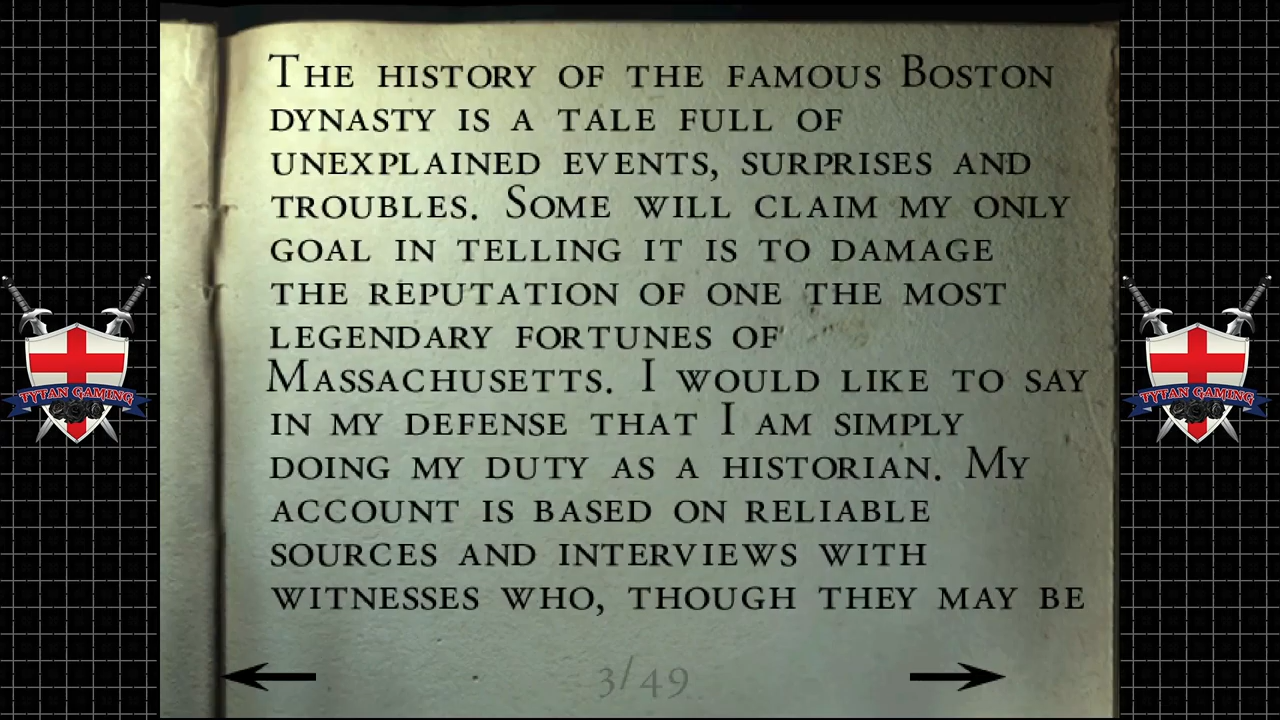 The history of the famous Boston
dynasty is a tale full of
unexplained events, surprises and
troubles. Some will claim my only
goal in telling it is to damage
the reputation of one the most
legendary fortunes of
Massachusetts. I would like to say
in my defense that I am simply
doing my duty as a historian. My
account is based on reliable
sources and interviews with
witnesses who, though they may be
3/49
TYTAN GAMING
TYTAN GAMING